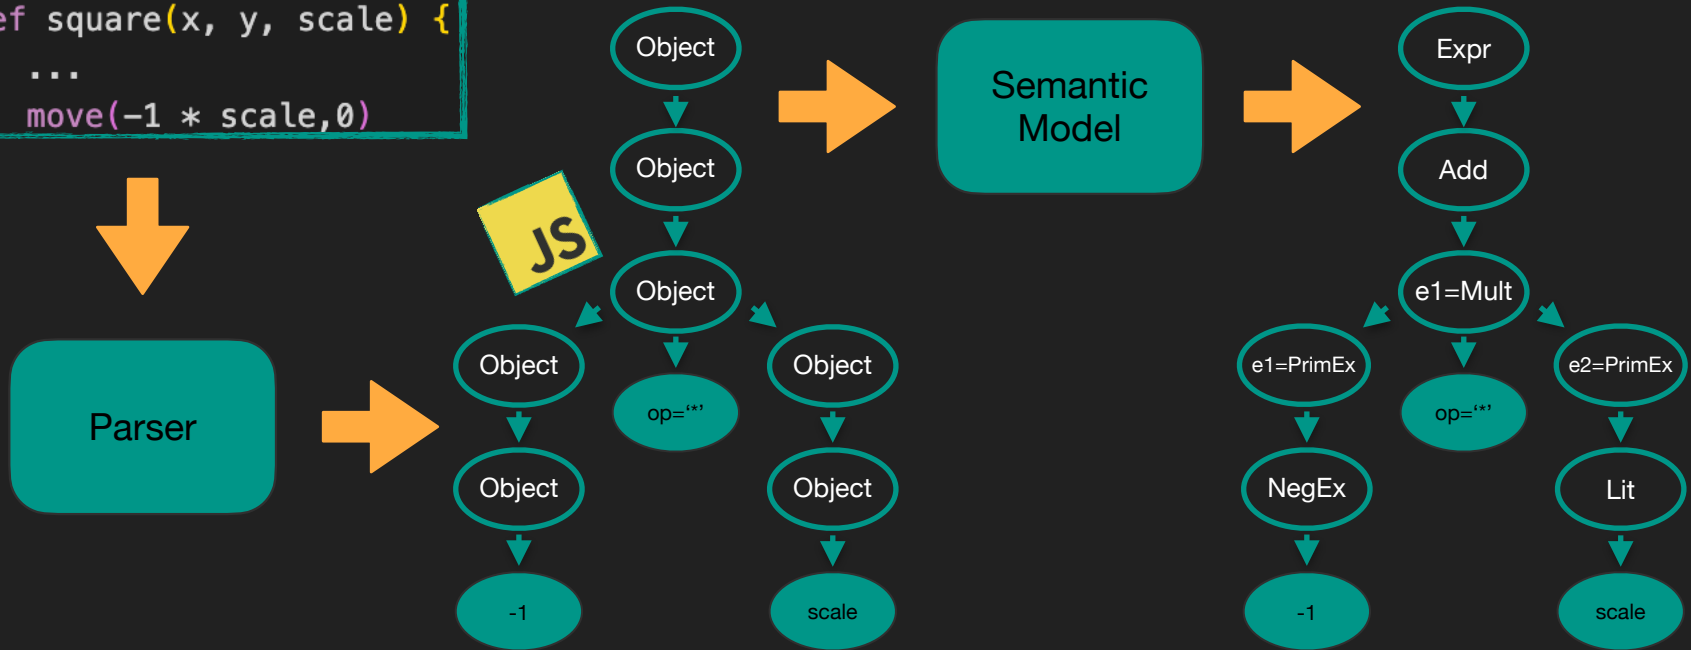 ef square(x, y, scale) {
...
move(-1 * scale,0)
Parser
JS
Object
Object
Object
Object
op=‘*’
Object
Object
Object
-1
scale
Semantic
Model
Expr
Add
e1=Mult
e1=PrimEx
op=‘*’
e2=PrimEx
NegEx
Lit
-1
scale